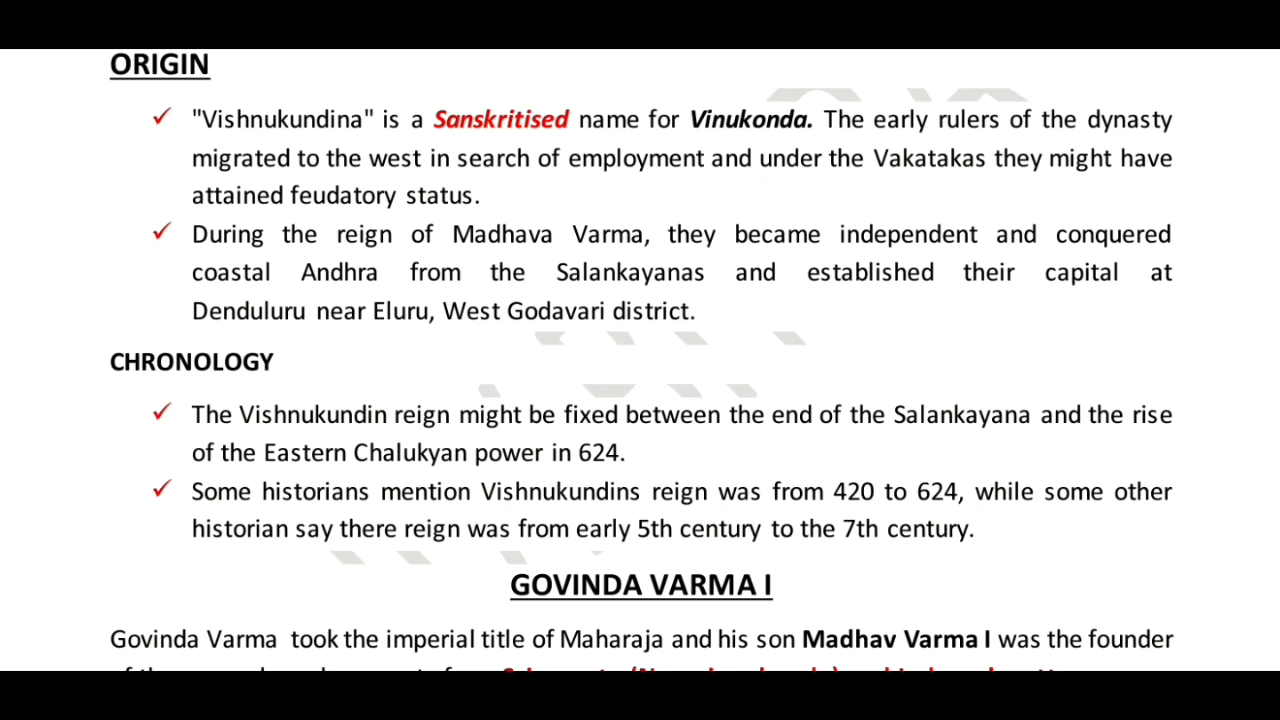 ORIGIN
✓ "Vishnukundina" is a Sanskritised name for Vinukonda. The early rulers of the dynasty
migrated to the west in search of employment and under the Vakatakas they might have
attained feudatory status.
✓ During the reign of Madhava Varma, they became independent and conquered
coastal Andhra from the Salankayanas and established their capital at
Denduluru near Eluru, West Godavari district.
CHRONOLOGY
✓ The Vishnukundin reign might be fixed between the end of the Salankayana and the rise
of the Eastern Chalukyan power in 624.
✓ Some historians mention Vishnukundins reign was from 420 to 624, while some other
historian say there reign was from early 5th century to the 7th century.
GOVINDA VARMA I
Govinda Varma took the imperial title of Maharaja and his son Madhav Varma I was the founder